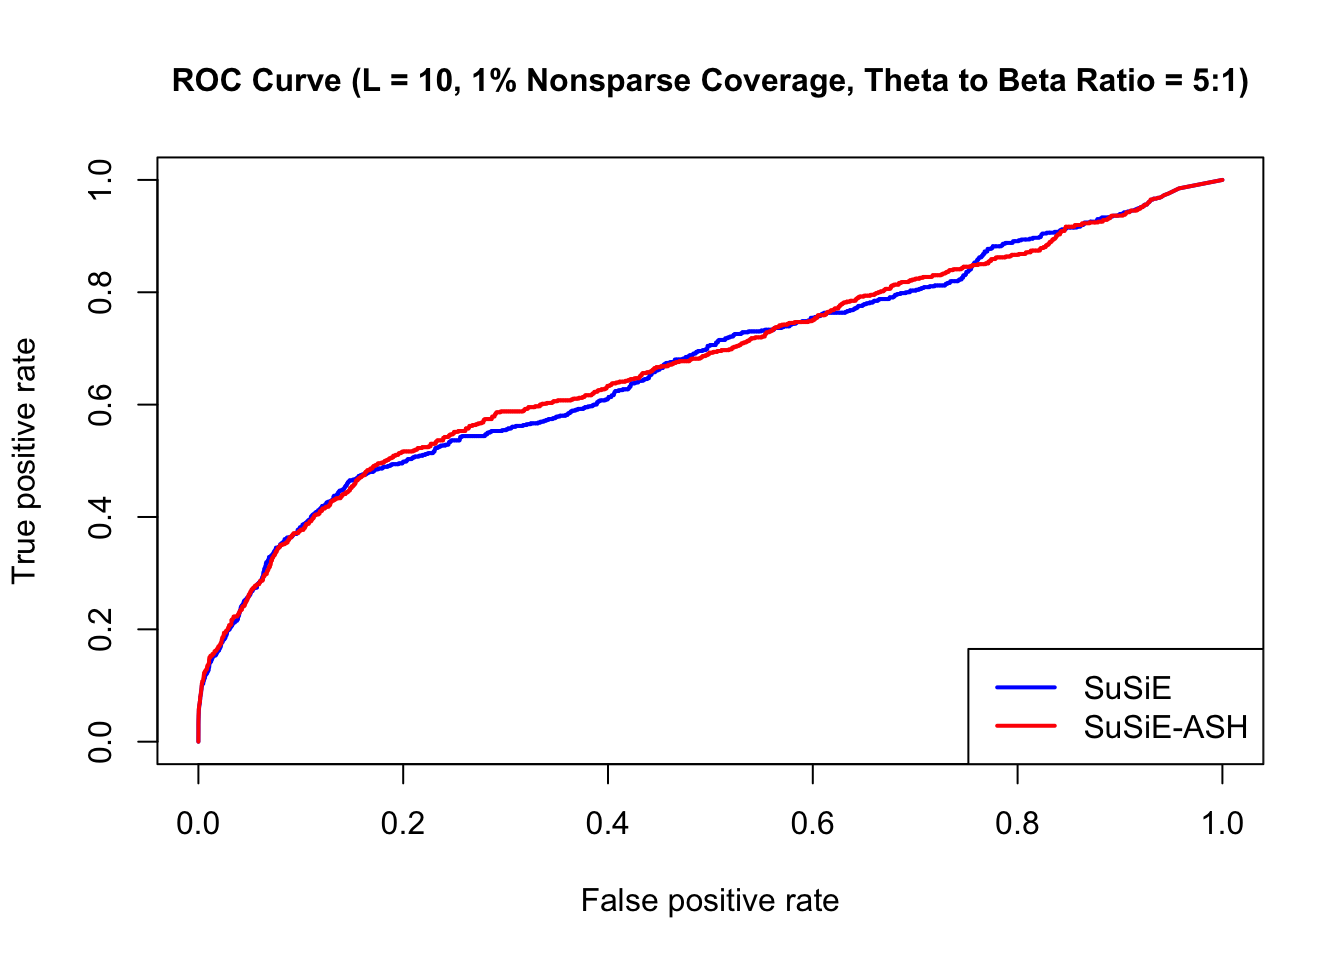 ROC Curve (L = 10, 1% Nonsparse Coverage, Theta to Beta Ratio = 5:1)
True positive rate
1.0
0.8
0.6
0.4
0.2
0.0
SuSiE
SuSiE-ASH
0.0 0.2 0.4 0.6 0.8 1.0
False positive rate